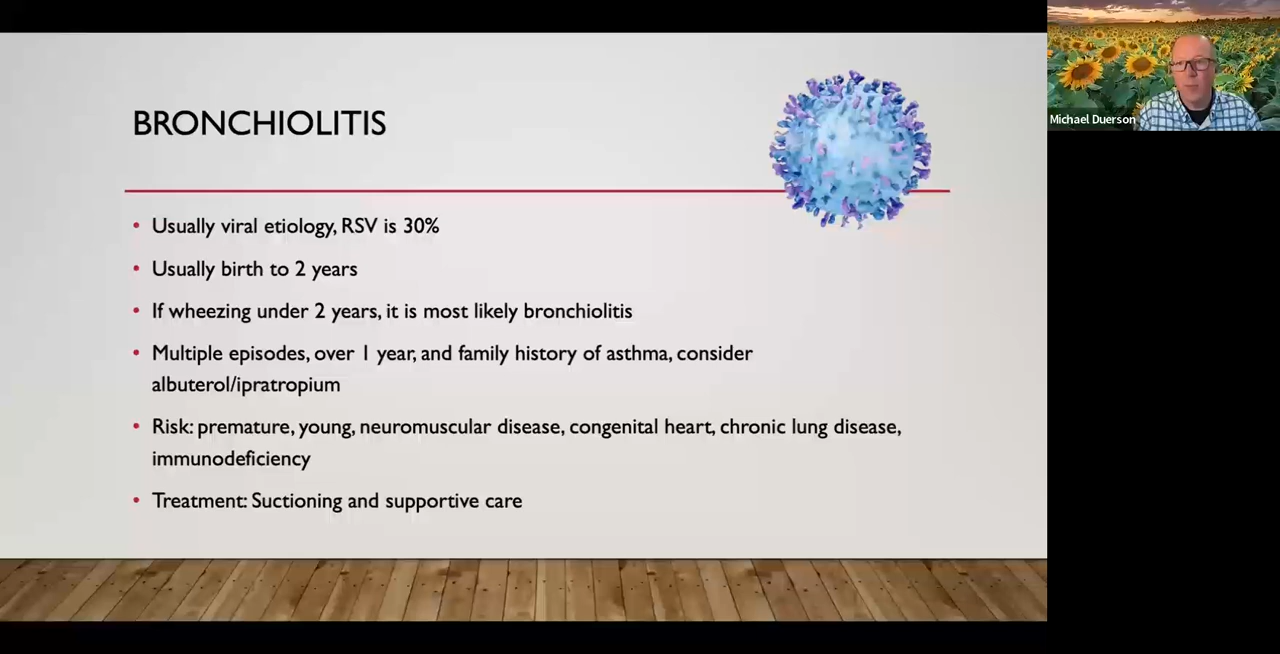 BRONCHIOLITIS
• Usually viral etiology, RSV is 30%
• Usually birth to 2 years
• If wheezing under 2 years, it is most likely bronchiolitis
• Multiple episodes, over 1 year, and family history of asthma, consider
albuterol/ipratropium
• Risk: premature, young, neuromuscular disease, congenital heart, chronic lung disease,
immunodeficiency
• Treatment: Suctioning and supportive care
Michael Duerson